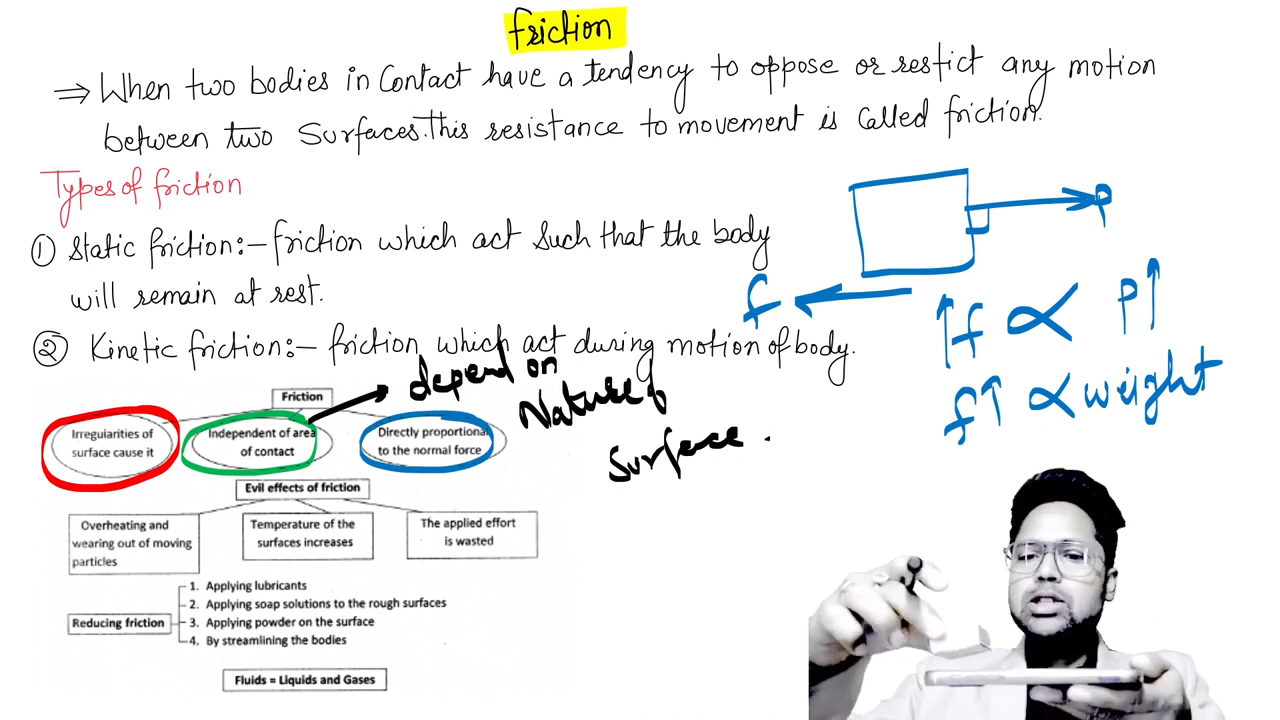 friction
⇒ When two bodies in Contact have a tendency to oppose or restict any motion
between two Surfaces. This resistance to movement is Called friction.
Types of friction
① Static friction:- friction which act Such that the body
will remain at rest.
② Kinetic friction:- friction which act during motion of body.
P
f
↑f ∝ P↑
f↑ ∝ weight
depend on
Nature of
Surface.
Friction
Irregularities of
surface cause it
Independent of area
of contact
Directly proportional
to the normal force
Evil effects of friction
Overheating and
wearing out of moving
particles
Temperature of the
surfaces increases
The applied effort
is wasted
Reducing friction
1. Applying lubricants
2. Applying soap solutions to the rough surfaces
3. Applying powder on the surface
4. By streamlining the bodies
Fluids = Liquids and Gases